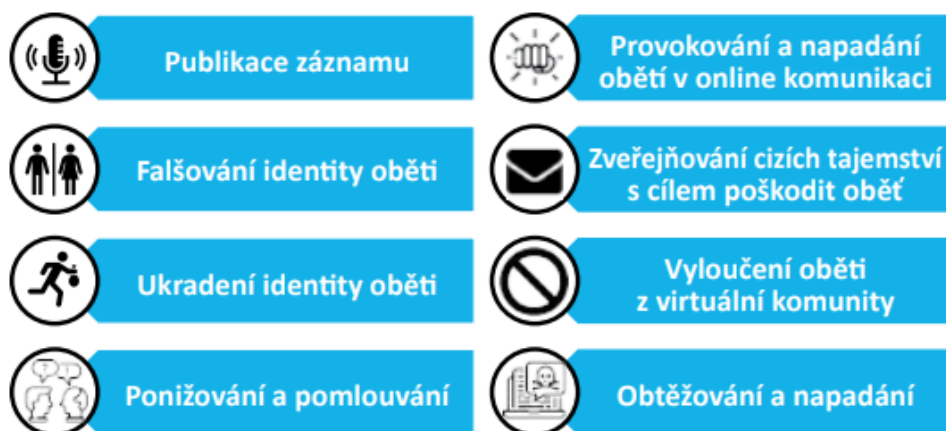 Publikace záznamu
Falšování identity oběti
Ukradení identity oběti
Ponižování a pomlouvání
Provokování a napadání
obětí v online komunikaci
Zveřejňování cizích tajemství
s cílem poškodit oběť
Vyloučení oběti
z virtuální komunity
Obtěžování a napadání